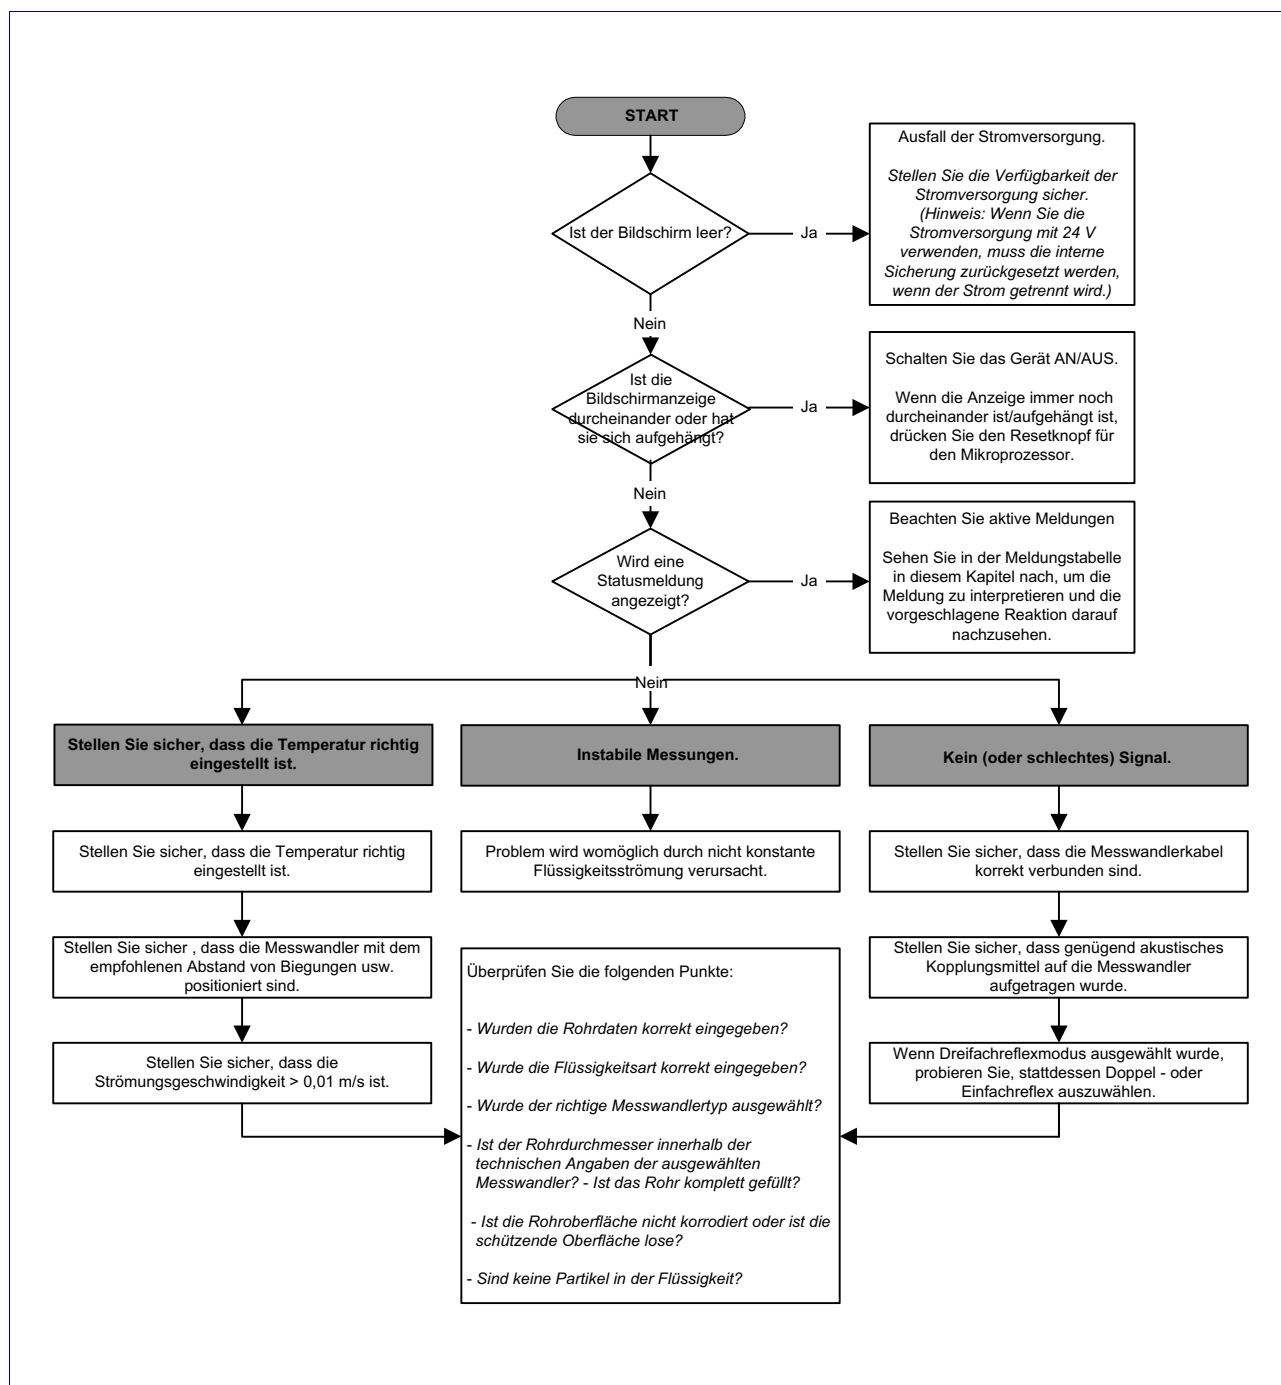 START
Ist der Bildschirm leer?
Ja
Ausfall der Stromversorgung.
Stellen Sie die Verfügbarkeit der
Stromversorgung sicher.
(Hinweis: Wenn Sie die
Stromversorgung mit 24 V
verwenden, muss die interne
Sicherung zurückgesetzt werden,
wenn der Strom getrennt wird.)
Nein
Ist die
Bildschirmanzeige
durcheinander oder hat
sie sich aufgehängt?
Ja
Schalten Sie das Gerät AN/AUS.
Wenn die Anzeige immer noch
durcheinander ist/aufgehängt ist,
drücken Sie den Resetknopf für
den Mikroprozessor.
Nein
Wird eine
Statusmeldung
angezeigt?
Ja
Beachten Sie aktive Meldungen
Sehen Sie in der Meldungstabelle
in diesem Kapitel nach, um die
Meldung zu interpretieren und die
vorgeschlagene Reaktion darauf
nachzusehen.
Nein
Stellen Sie sicher, dass die Temperatur richtig
eingestellt ist.
Stellen Sie sicher, dass die Temperatur richtig
eingestellt ist.
Stellen Sie sicher , dass die Messwandler mit dem
empfohlenen Abstand von Biegungen usw.
positioniert sind.
Stellen Sie sicher, dass die
Strömungsgeschwindigkeit > 0,01 m/s ist.
Instabile Messungen.
Problem wird womöglich durch nicht konstante
Flüssigkeitsströmung verursacht.
Kein (oder schlechtes) Signal.
Stellen Sie sicher, dass die Messwandlerkabel
korrekt verbunden sind.
Stellen Sie sicher, dass genügend akustisches
Kopplungsmittel auf die Messwandler
aufgetragen wurde.
Wenn Dreifachreflexmodus ausgewählt wurde,
probieren Sie, stattdessen Doppel - oder
Einfachreflex auszuwählen.
Überprüfen Sie die folgenden Punkte:
- Wurden die Rohrdaten korrekt eingegeben?
- Wurde die Flüssigkeitsart korrekt eingegeben?
- Wurde der richtige Messwandlertyp ausgewählt?
- Ist der Rohrdurchmesser innerhalb der
technischen Angaben der ausgewählten
Messwandler? - Ist das Rohr komplett gefüllt?
- Ist die Rohroberfläche nicht korrodiert oder ist die
schützende Oberfläche lose?
- Sind keine Partikel in der Flüssigkeit?